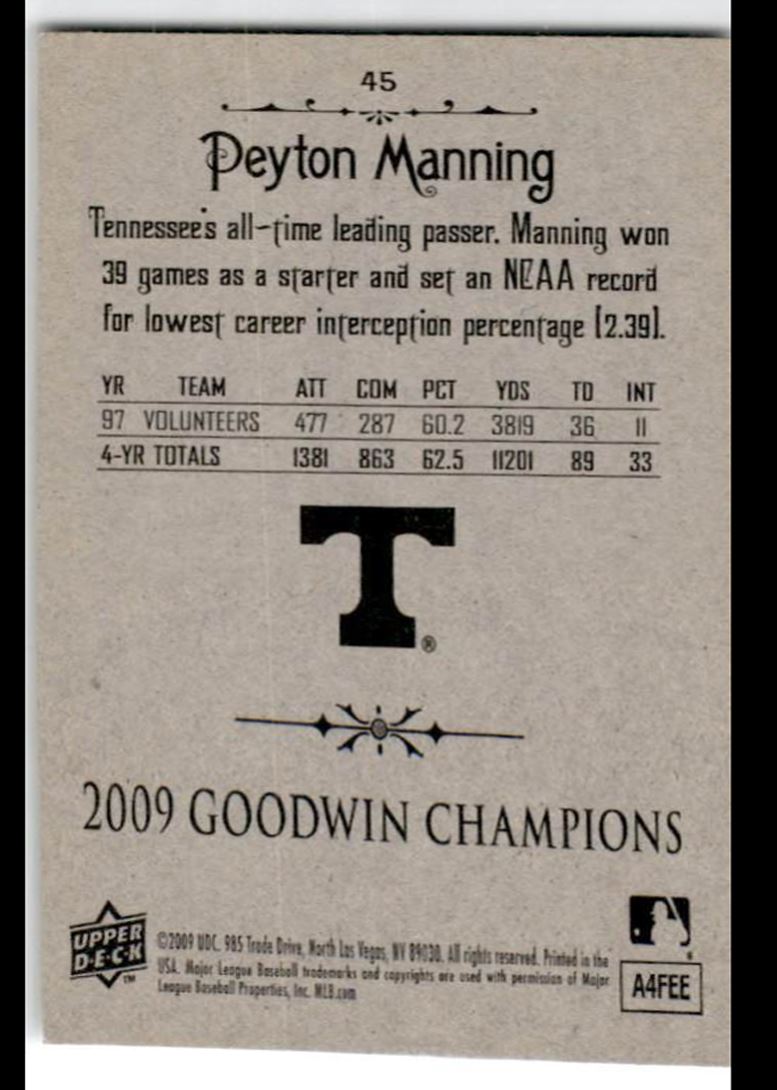 45
Peyton Manning
Tennessee's all-time leading passer. Manning won
39 games as a starter and set an NCAA record
for lowest career interception percentage (2.39).
YR TEAM ATT COM PCT YDS TD INT
97 VOLUNTEERS 477 287 60.2 3819 36 11
4-YR TOTALS 1381 863 62.5 11201 89 33
T®
2009 GOODWIN CHAMPIONS
UPPER
D•E•C•K
TM
©2009 UDC. 985 Trade Drive, North Las Vegas, NV 89030. All rights reserved. Printed in the
USA. Major League Baseball trademarks and copyrights are used with permission of Major
League Baseball Properties, Inc. MLB.com
A4FEE